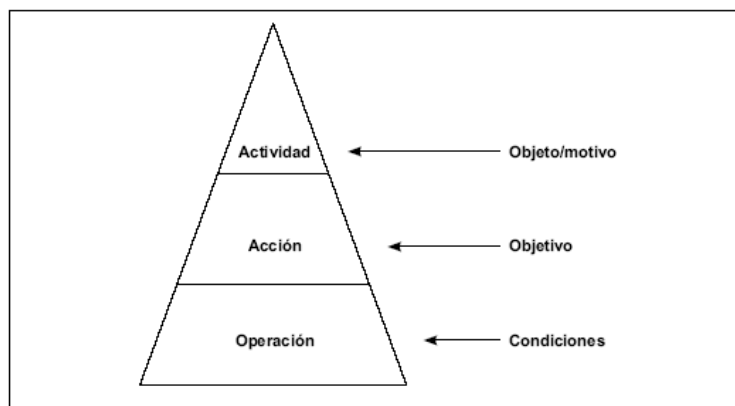 Actividad Objeto/motivo
Acción Objetivo
Operación Condiciones